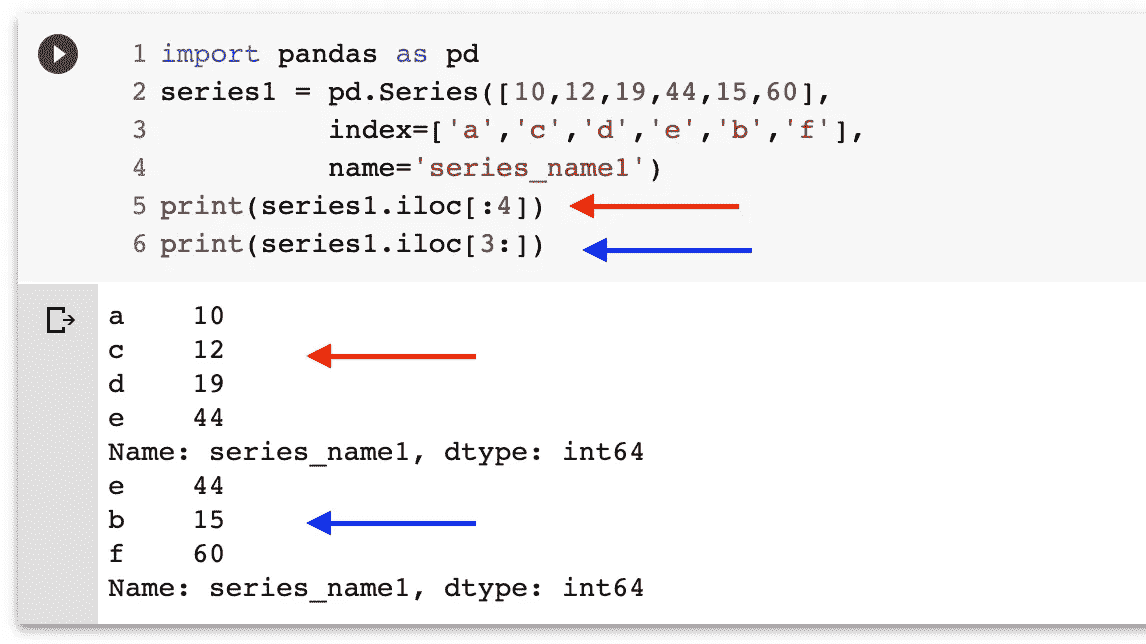 1 import pandas as pd
2 series1 = pd.Series([10,12,19,44,15,60],
3           index=['a','c','d','e','b','f'],
4           name='series_name1')
5 print(series1.iloc[:4])
6 print(series1.iloc[3:])
a    10
c    12
d    19
e    44
Name: series_name1, dtype: int64
e    44
b    15
f    60
Name: series_name1, dtype: int64